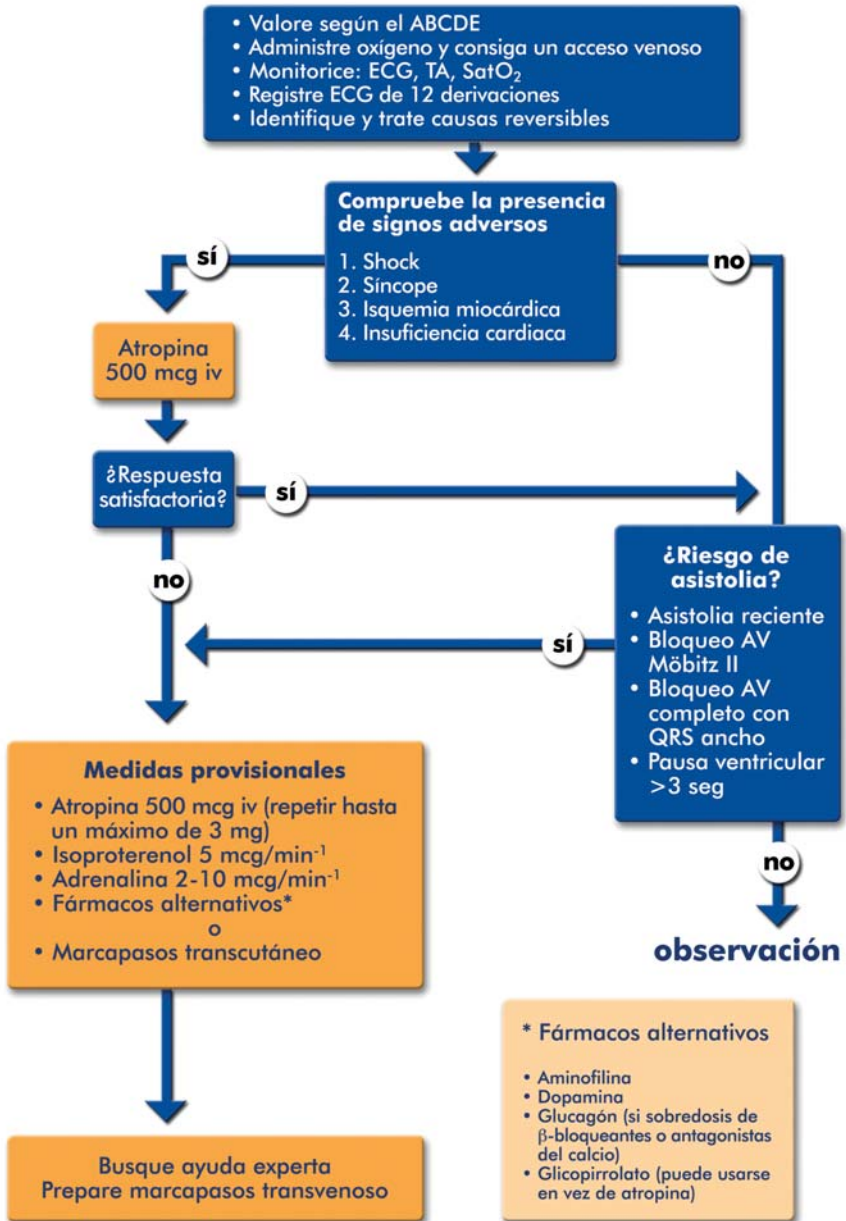 • Valore según el ABCDE
• Administre oxígeno y consiga un acceso venoso
• Monitorice: ECG, TA, SatO₂
• Registre ECG de 12 derivaciones
• Identifique y trate causas reversibles
Compruebe la presencia
de signos adversos
1. Shock
2. Síncope
3. Isquemia miocárdica
4. Insuficiencia cardiaca
sí
no
Atropina
500 mcg iv
¿Respuesta
satisfactoria?
sí
no
¿Riesgo de
asistolia?
• Asistolia reciente
• Bloqueo AV
Möbitz II
• Bloqueo AV
completo con
QRS ancho
• Pausa ventricular
>3 seg
sí
no
observación
Medidas provisionales
• Atropina 500 mcg iv (repetir hasta
un máximo de 3 mg)
• Isoproterenol 5 mcg/min⁻¹
• Adrenalina 2-10 mcg/min⁻¹
• Fármacos alternativos*
o
• Marcapasos transcutáneo
Busque ayuda experta
Prepare marcapasos transvenoso
* Fármacos alternativos
• Aminofilina
• Dopamina
• Glucagón (si sobredosis de
β-bloqueantes o antagonistas
del calcio)
• Glicopirrolato (puede usarse
en vez de atropina)